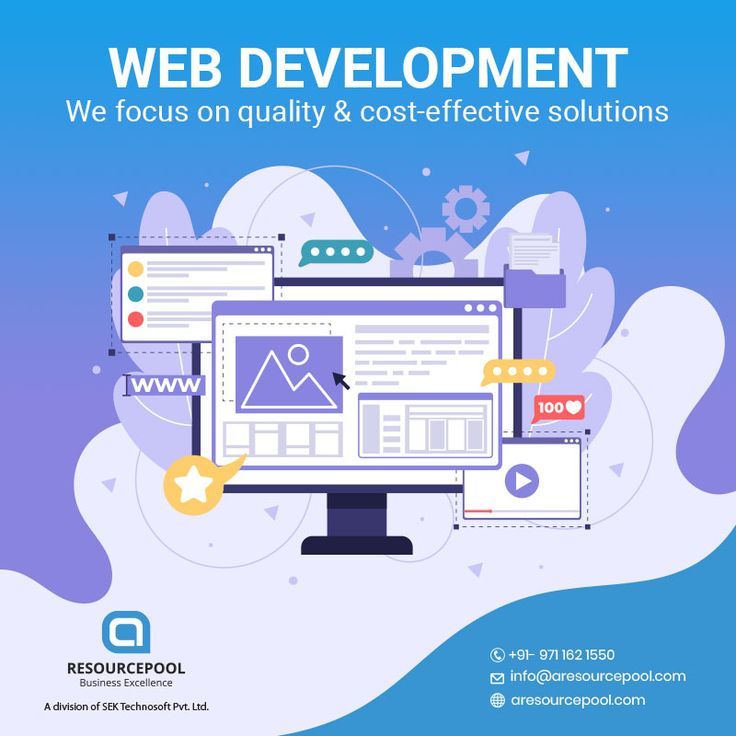 WEB DEVELOPMENT
We focus on quality & cost-effective solutions
WWW
100
RESOURCEPOOL
Business Excellence
A division of SEK Technosoft Pvt. Ltd.
+91- 971 162 1550
info@aresourcepool.com
aresourcepool.com